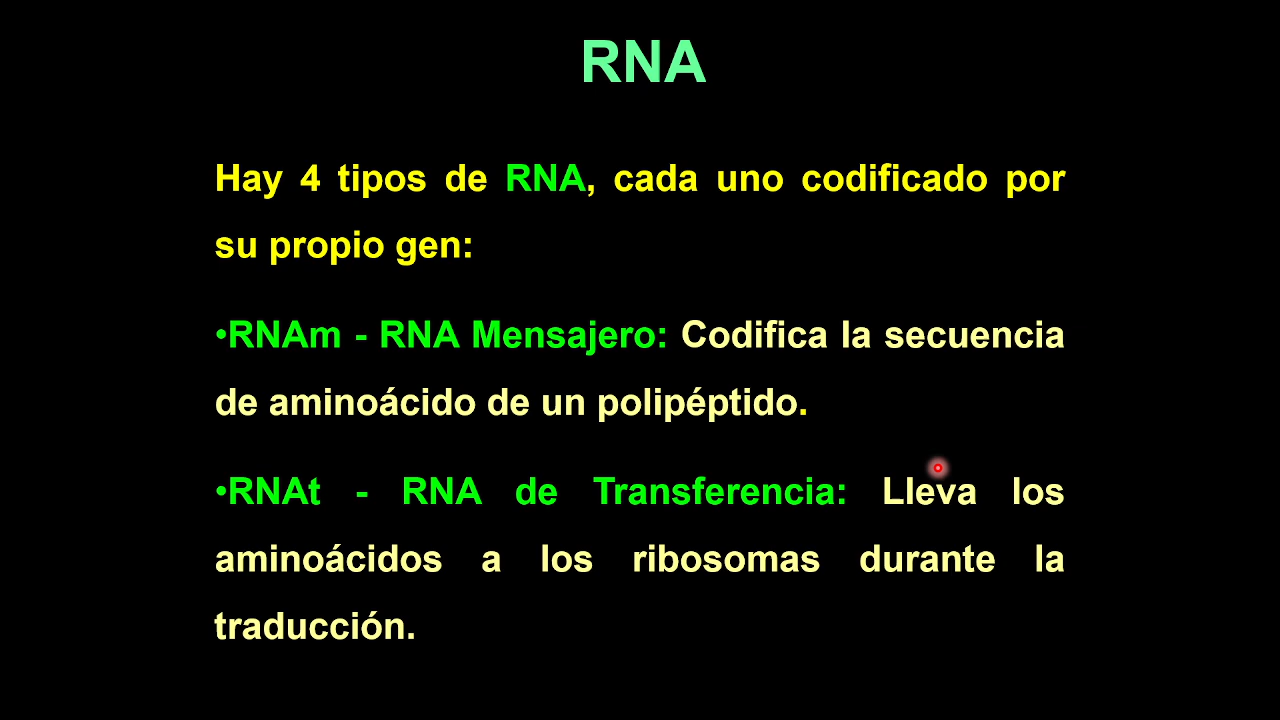 RNA
Hay 4 tipos de RNA, cada uno codificado por
su propio gen:
•RNAm - RNA Mensajero: Codifica la secuencia
de aminoácido de un polipéptido.
•RNAt - RNA de Transferencia: Lleva los
aminoácidos a los ribosomas durante la
traducción.